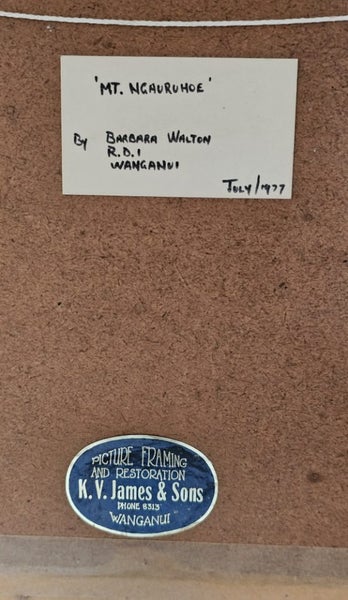 'MT. NGAURUHOE'
By BARBARA WALTON
R.D.1
WANGANUI
JULY/1977
PICTURE FRAMING
AND RESTORATION
K.V. James & Sons
PHONE 8313
WANGANUI